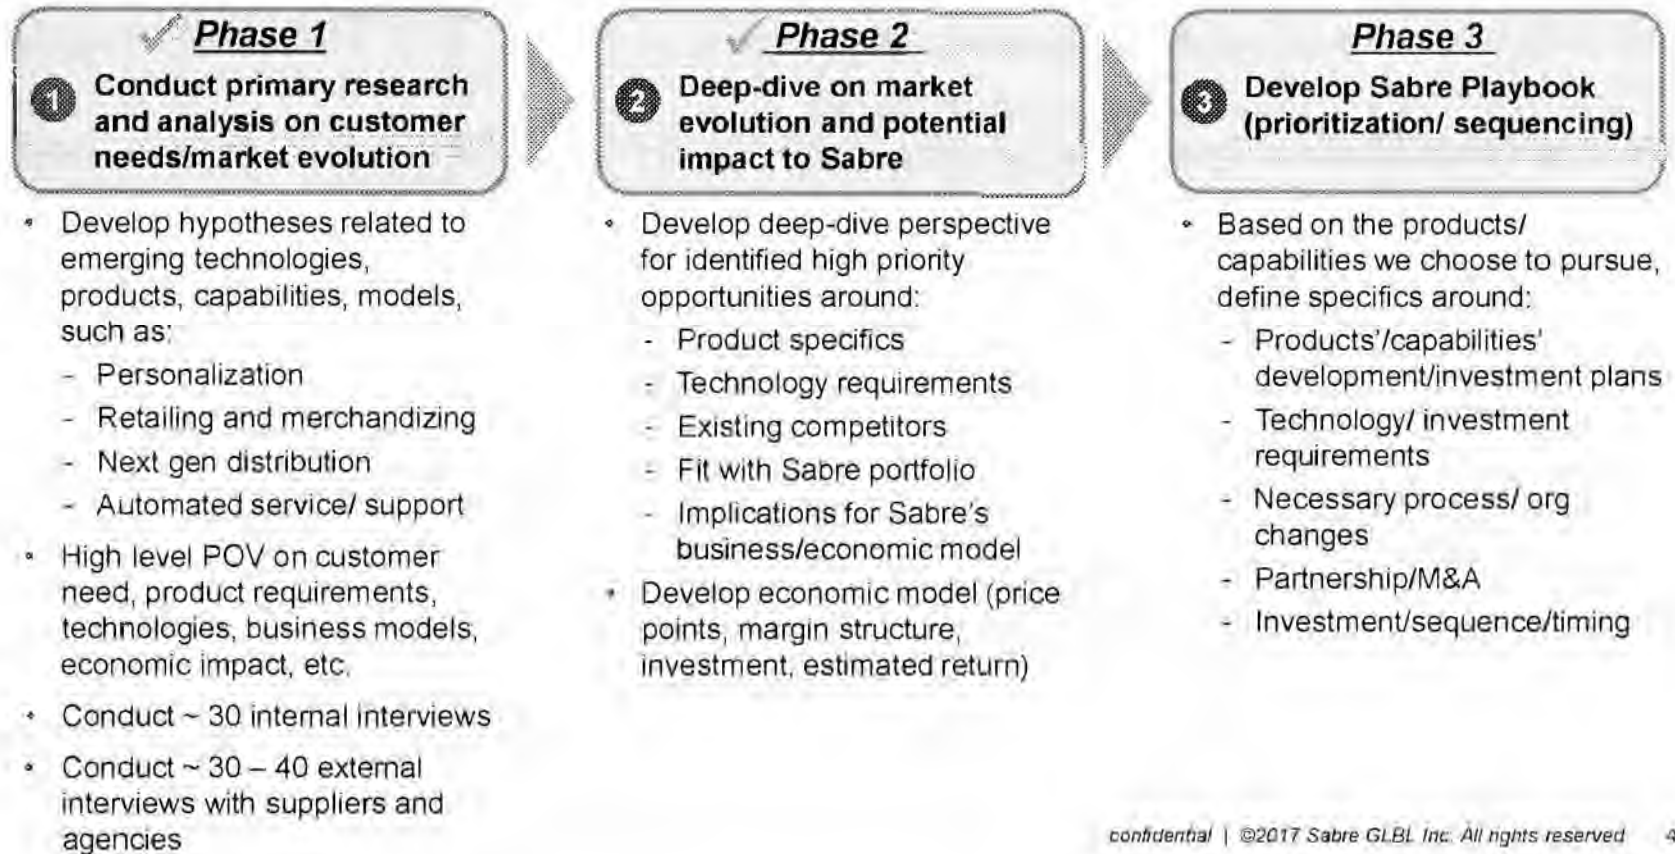 Phase 1
1
Conduct primary research
and analysis on customer
needs/market evolution
• Develop hypotheses related to
emerging technologies,
products, capabilities, models,
such as:
- Personalization
- Retailing and merchandizing
- Next gen distribution
- Automated service/ support
• High level POV on customer
need, product requirements,
technologies, business models,
economic impact, etc.
• Conduct ~ 30 internal interviews
• Conduct ~ 30 – 40 external
interviews with suppliers and
agencies
Phase 2
2
Deep-dive on market
evolution and potential
impact to Sabre
• Develop deep-dive perspective
for identified high priority
opportunities around:
- Product specifics
- Technology requirements
- Existing competitors
- Fit with Sabre portfolio
- Implications for Sabre's
business/economic model
• Develop economic model (price
points, margin structure,
investment, estimated return)
Phase 3
3
Develop Sabre Playbook
(prioritization/ sequencing)
• Based on the products/
capabilities we choose to pursue,
define specifics around:
- Products'/capabilities'
development/investment plans
- Technology/ investment
requirements
- Necessary process/ org
changes
- Partnership/M&A
- Investment/sequence/timing
confidential | ©2017 Sabre GLBL Inc. All rights reserved 4